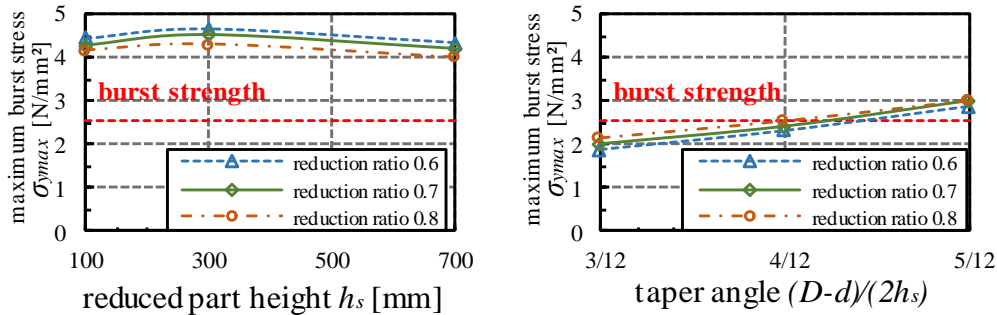 maximum burst stress
σymax [N/mm²]
5
4
3
2
1
0
burst strength
reduction ratio 0.6
reduction ratio 0.7
reduction ratio 0.8
100
300
500
700
reduced part height hs [mm]
maximum burst stress
σymax [N/mm²]
5
4
3
2
1
0
burst strength
reduction ratio 0.6
reduction ratio 0.7
reduction ratio 0.8
3/12
4/12
5/12
taper angle (D-d)/(2hs)